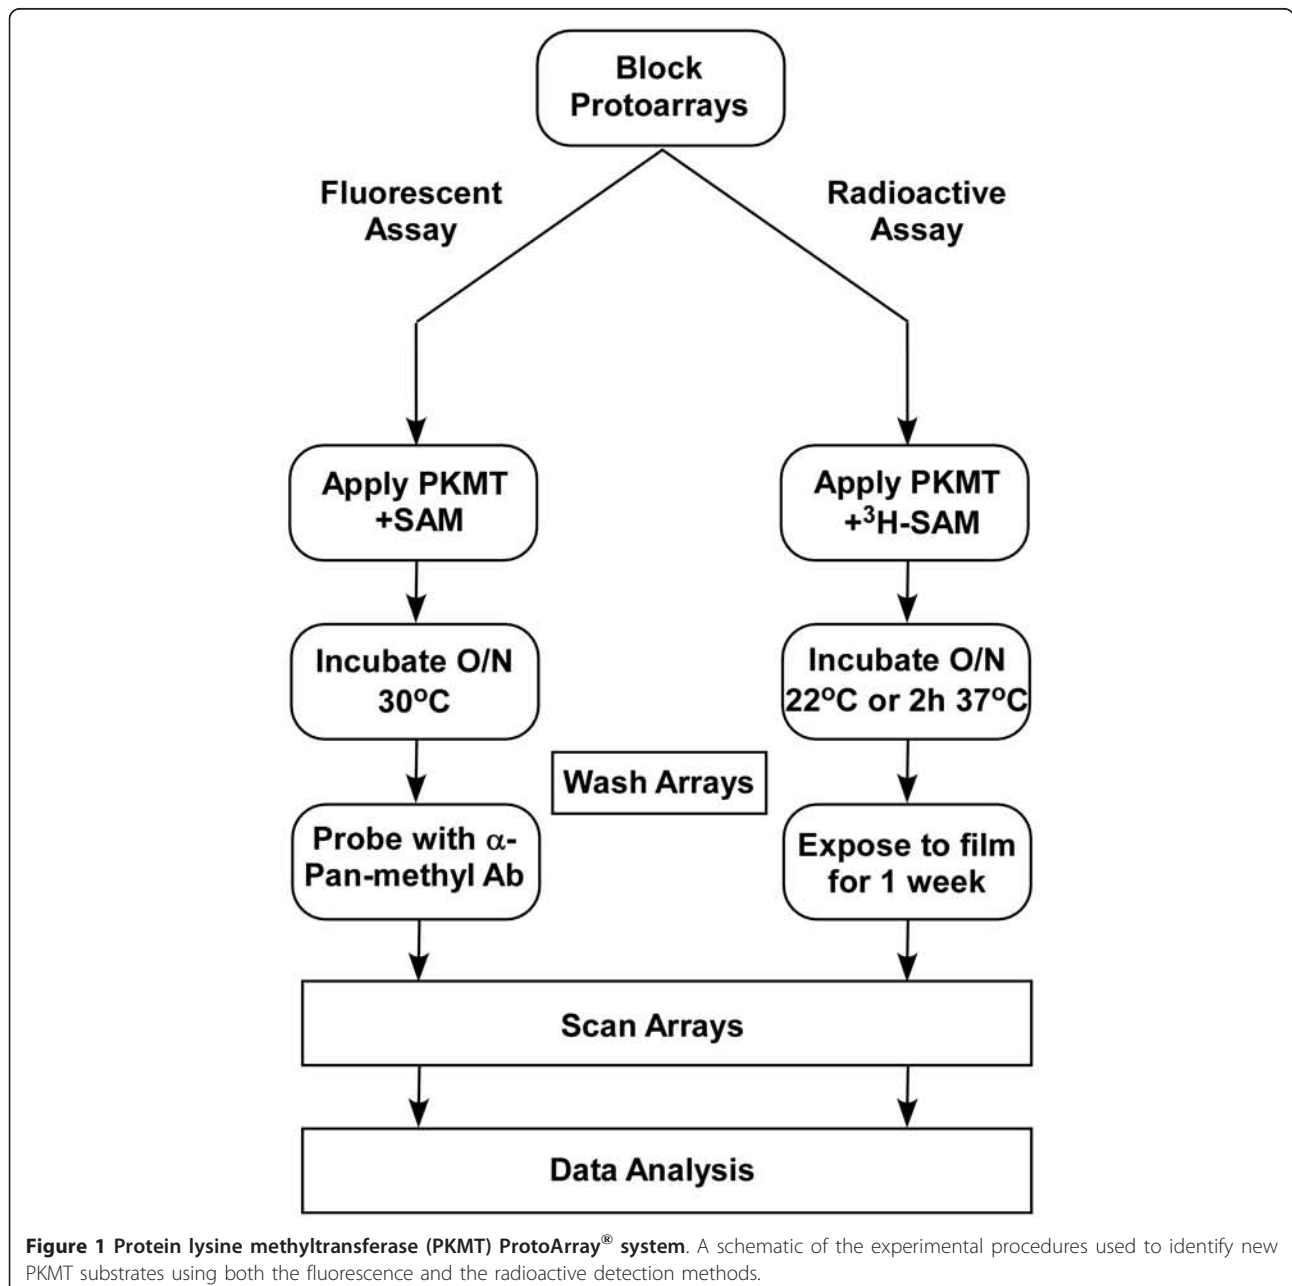 Block
Protoarrays
Fluorescent
Assay
Radioactive
Assay
Apply PKMT
+SAM
Apply PKMT
+³H-SAM
Incubate O/N
30°C
Incubate O/N
22°C or 2h 37°C
Wash Arrays
Probe with α-
Pan-methyl Ab
Expose to film
for 1 week
Scan Arrays
Data Analysis
Figure 1 Protein lysine methyltransferase (PKMT) ProtoArray® system. A schematic of the experimental procedures used to identify new
PKMT substrates using both the fluorescence and the radioactive detection methods.